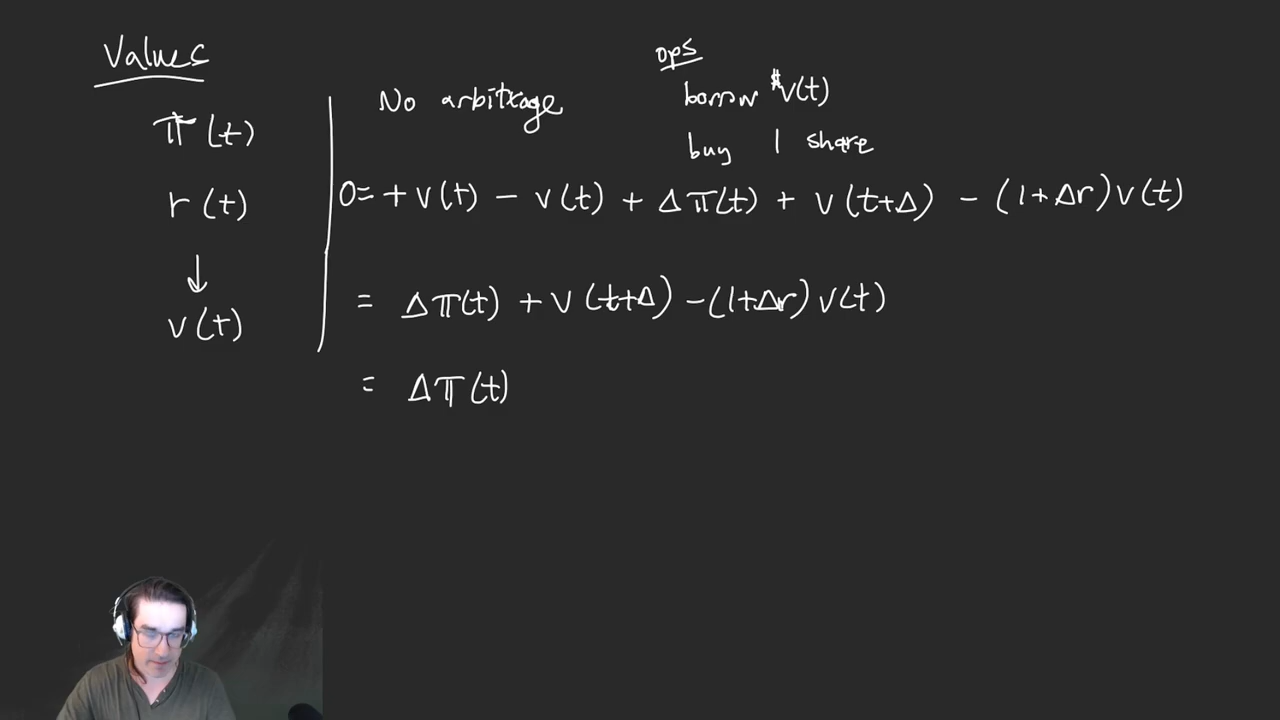 Values
π(t)
r(t)
↓
v(t)
No arbitrage
ops
borrow $v(t)
buy 1 share
0= + v(t) - v(t) + Δπ(t) + v(t+Δ) - (1+Δr)v(t)
= Δπ(t) + v(t+Δ) - (1+Δr)v(t)
= Δπ(t)